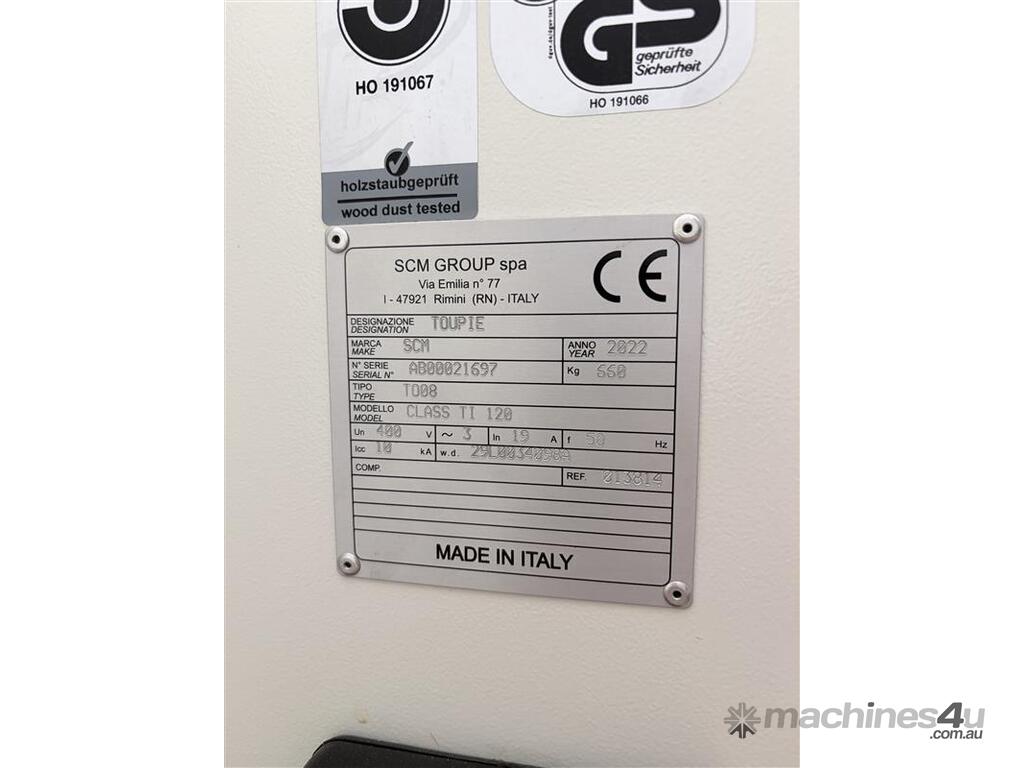 HO 191067
GS
geprüfte
Sicherheit
HO 191066
holzstaubgeprüft
wood dust tested
SCM GROUP spa
Via Emilia n° 77
I - 47921 Rimini (RN) - ITALY
CE
DESIGNAZIONE
DESIGNATION
TOUPIE
MARCA
MAKE
SCM
ANNO
YEAR
2022
N° SERIE
SERIAL N°
AB00021697
Kg 660
TIPO
TYPE
TO08
MODELLO
MODEL
CLASS TI 120
Un 400 V ~ 3 In 19 A f 50 Hz
Icc 10 kA w.d. 29L0034098A
COMP.
REF. 013814
MADE IN ITALY
machines4u
.com.au